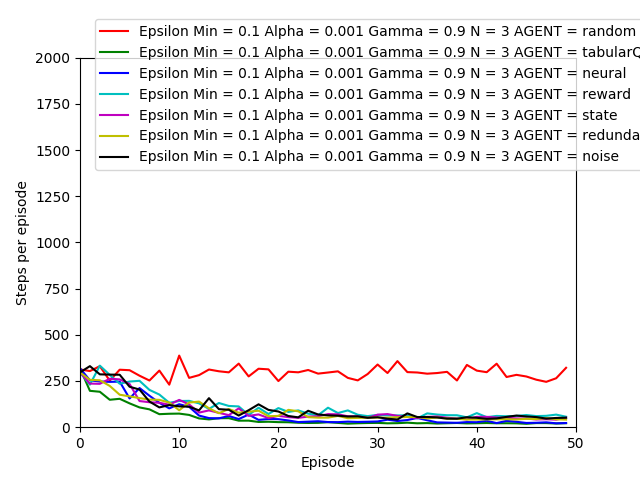 Epsilon Min = 0.1 Alpha = 0.001 Gamma = 0.9 N = 3 AGENT = random
Epsilon Min = 0.1 Alpha = 0.001 Gamma = 0.9 N = 3 AGENT = tabularQ
Epsilon Min = 0.1 Alpha = 0.001 Gamma = 0.9 N = 3 AGENT = neural
Epsilon Min = 0.1 Alpha = 0.001 Gamma = 0.9 N = 3 AGENT = reward
Epsilon Min = 0.1 Alpha = 0.001 Gamma = 0.9 N = 3 AGENT = state
Epsilon Min = 0.1 Alpha = 0.001 Gamma = 0.9 N = 3 AGENT = redunda
Epsilon Min = 0.1 Alpha = 0.001 Gamma = 0.9 N = 3 AGENT = noise
2000
1750
1500
1250
1000
750
500
250
0
Steps per episode
0 10 20 30 40 50
Episode